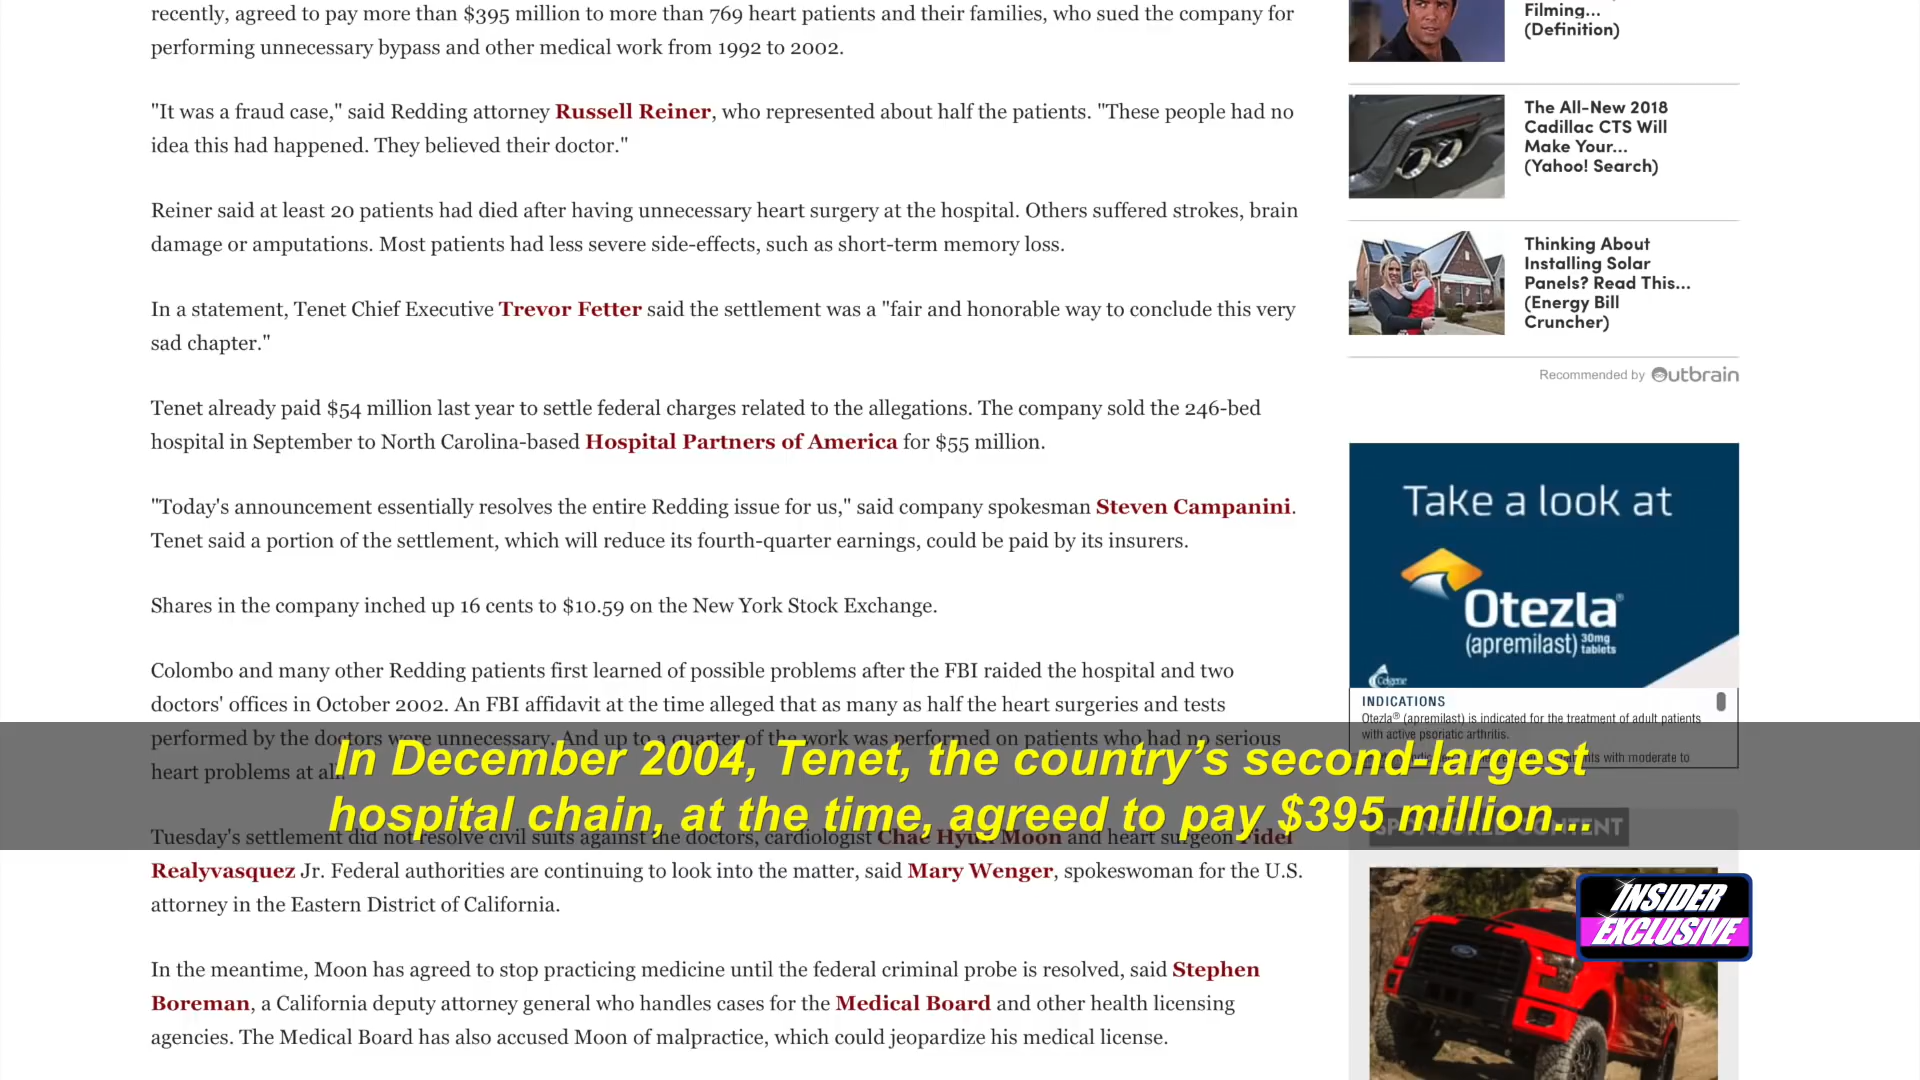 recently, agreed to pay more than $395 million to more than 769 heart patients and their families, who sued the company for
performing unnecessary bypass and other medical work from 1992 to 2002.
"It was a fraud case," said Redding attorney Russell Reiner, who represented about half the patients. "These people had no
idea this had happened. They believed their doctor."
Reiner said at least 20 patients had died after having unnecessary heart surgery at the hospital. Others suffered strokes, brain
damage or amputations. Most patients had less severe side-effects, such as short-term memory loss.
In a statement, Tenet Chief Executive Trevor Fetter said the settlement was a "fair and honorable way to conclude this very
sad chapter."
Tenet already paid $54 million last year to settle federal charges related to the allegations. The company sold the 246-bed
hospital in September to North Carolina-based Hospital Partners of America for $55 million.
"Today's announcement essentially resolves the entire Redding issue for us," said company spokesman Steven Campanini.
Tenet said a portion of the settlement, which will reduce its fourth-quarter earnings, could be paid by its insurers.
Shares in the company inched up 16 cents to $10.59 on the New York Stock Exchange.
Colombo and many other Redding patients first learned of possible problems after the FBI raided the hospital and two
doctors' offices in October 2002. An FBI affidavit at the time alleged that as many as half the heart surgeries and tests
performed by the doctors were unnecessary. And up to a quarter of the work was performed on patients who had no serious
heart problems at all.
In December 2004, Tenet, the country's second-largest
hospital chain, at the time, agreed to pay $395 million...
Tuesday's settlement did not resolve civil suits against the doctors, cardiologist Chae Hyun Moon and heart surgeon Fidel
Realyvasquez Jr. Federal authorities are continuing to look into the matter, said Mary Wenger, spokeswoman for the U.S.
attorney in the Eastern District of California.
In the meantime, Moon has agreed to stop practicing medicine until the federal criminal probe is resolved, said Stephen
Boreman, a California deputy attorney general who handles cases for the Medical Board and other health licensing
agencies. The Medical Board has also accused Moon of malpractice, which could jeopardize his medical license.
Filming...
(Definition)
The All-New 2018
Cadillac CTS Will
Make Your...
(Yahoo! Search)
Thinking About
Installing Solar
Panels? Read This...
(Energy Bill
Cruncher)
Recommended by Outbrain
Take a look at
Otezla®
(apremilast) 30mg
tablets
Celgene
INDICATIONS
Otezla® (apremilast) is indicated for the treatment of adult patients
with active psoriatic arthritis.
with moderate to
SPONSORED CONTENT
INSIDER
EXCLUSIVE